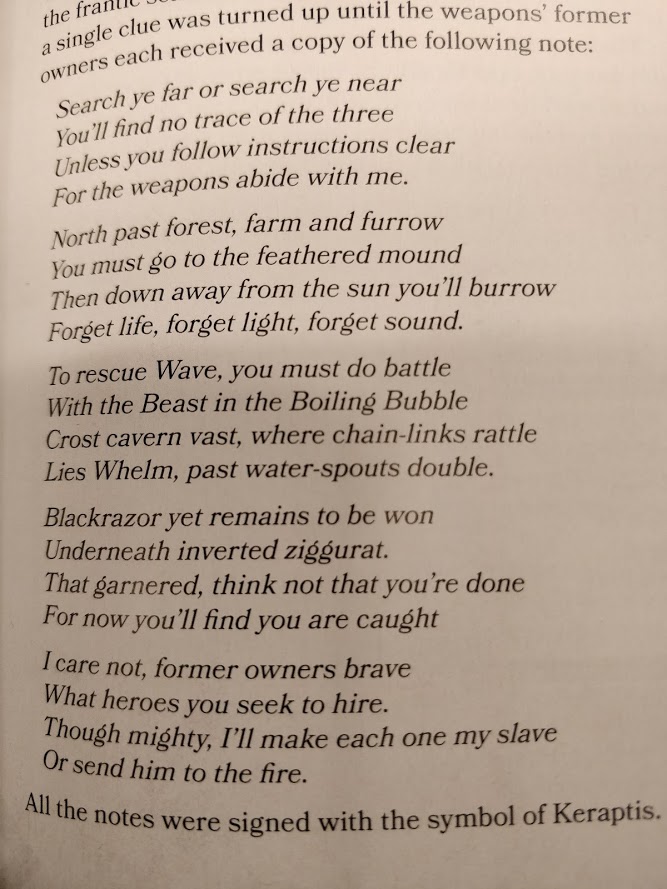 the frantic
a single clue was turned up until the weapons' former
owners each received a copy of the following note:
Search ye far or search ye near
You'll find no trace of the three
Unless you follow instructions clear
For the weapons abide with me.
North past forest, farm and furrow
You must go to the feathered mound
Then down away from the sun you'll burrow
Forget life, forget light, forget sound.
To rescue Wave, you must do battle
With the Beast in the Boiling Bubble
Crost cavern vast, where chain-links rattle
Lies Whelm, past water-spouts double.
Blackrazor yet remains to be won
Underneath inverted ziggurat.
That garnered, think not that you're done
For now you'll find you are caught
I care not, former owners brave
What heroes you seek to hire.
Though mighty, I'll make each one my slave
Or send him to the fire.
All the notes were signed with the symbol of Keraptis.